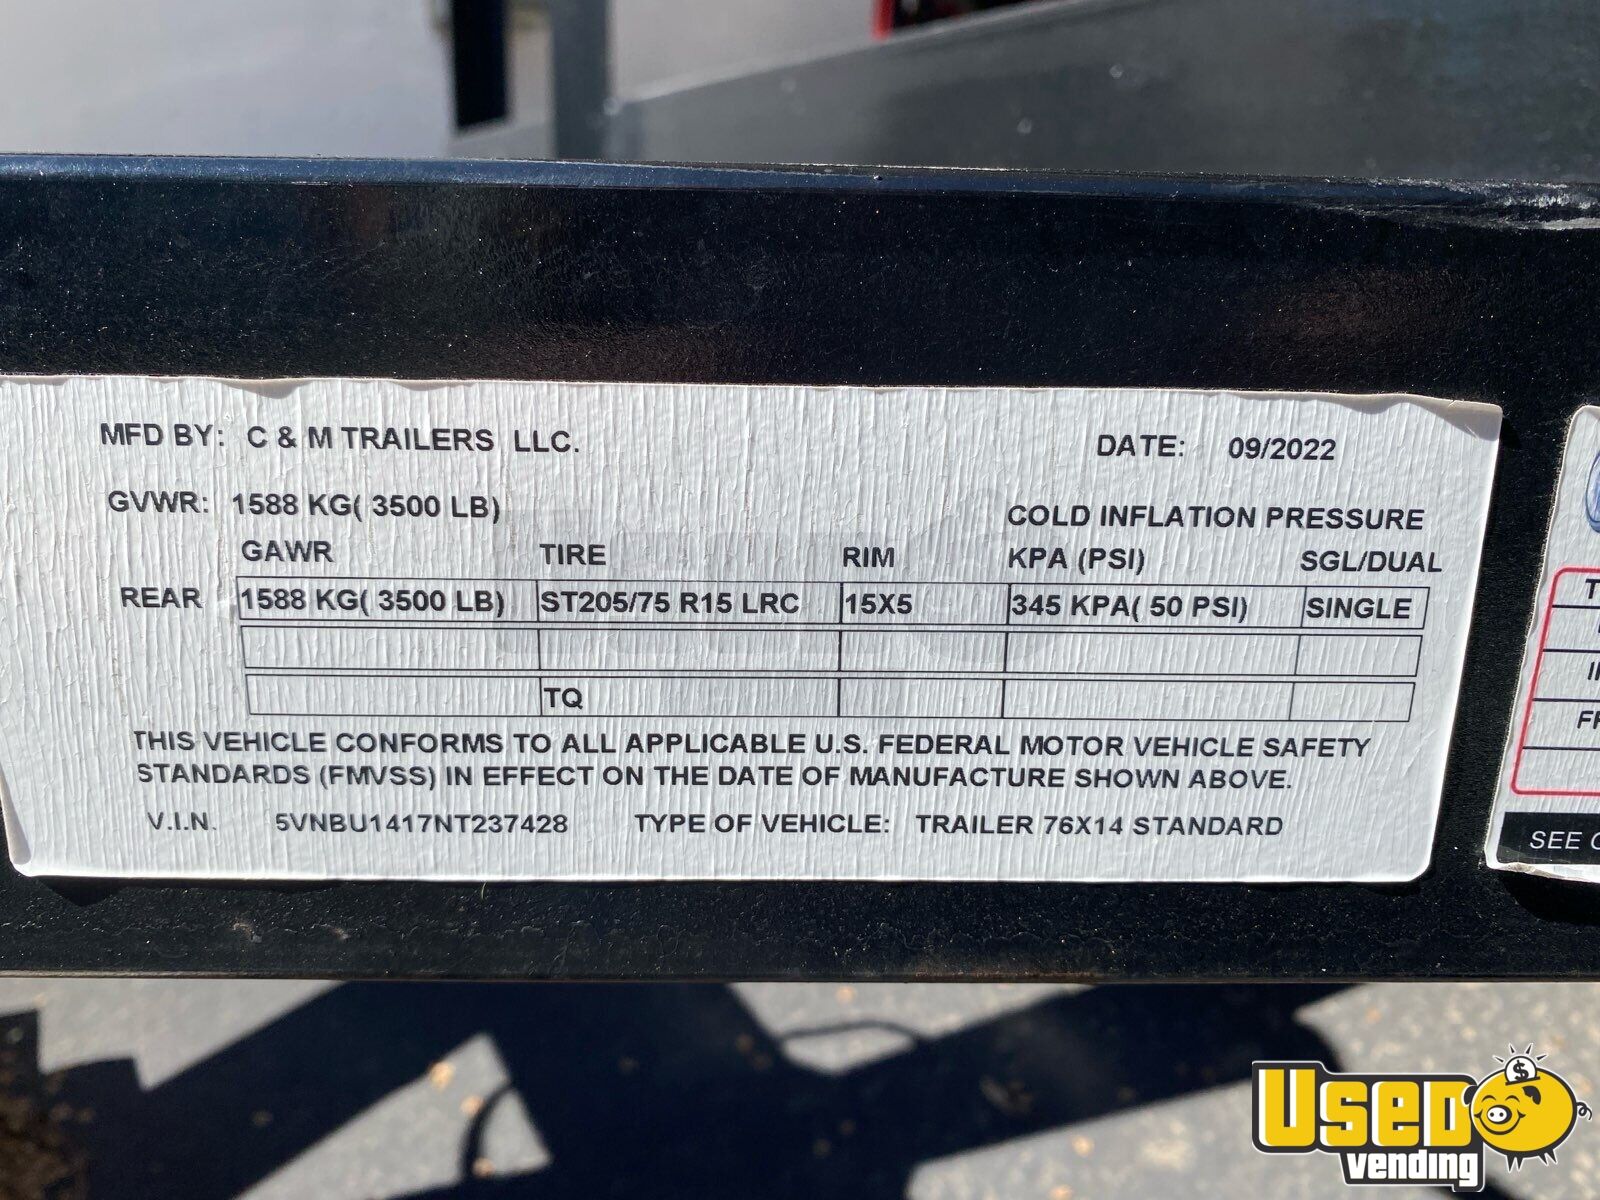 MFD BY: C & M TRAILERS LLC. DATE: 09/2022
GVWR: 1588 KG( 3500 LB)
COLD INFLATION PRESSURE
GAWR TIRE RIM KPA (PSI) SGL/DUAL
REAR 1588 KG( 3500 LB) ST205/75 R15 LRC 15X5 345 KPA( 50 PSI) SINGLE
TQ
THIS VEHICLE CONFORMS TO ALL APPLICABLE U.S. FEDERAL MOTOR VEHICLE SAFETY
STANDARDS (FMVSS) IN EFFECT ON THE DATE OF MANUFACTURE SHOWN ABOVE.
V.I.N. 5VNBU1417NT237428 TYPE OF VEHICLE: TRAILER 76X14 STANDARD
SEE
USED
vending